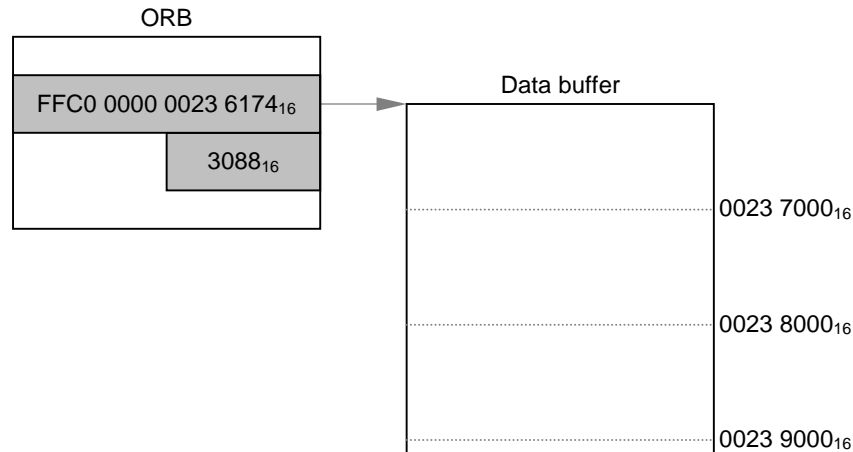 ORB
FFC0 0000 0023 6174₁₆
3088₁₆
Data buffer
0023 7000₁₆
0023 8000₁₆
0023 9000₁₆